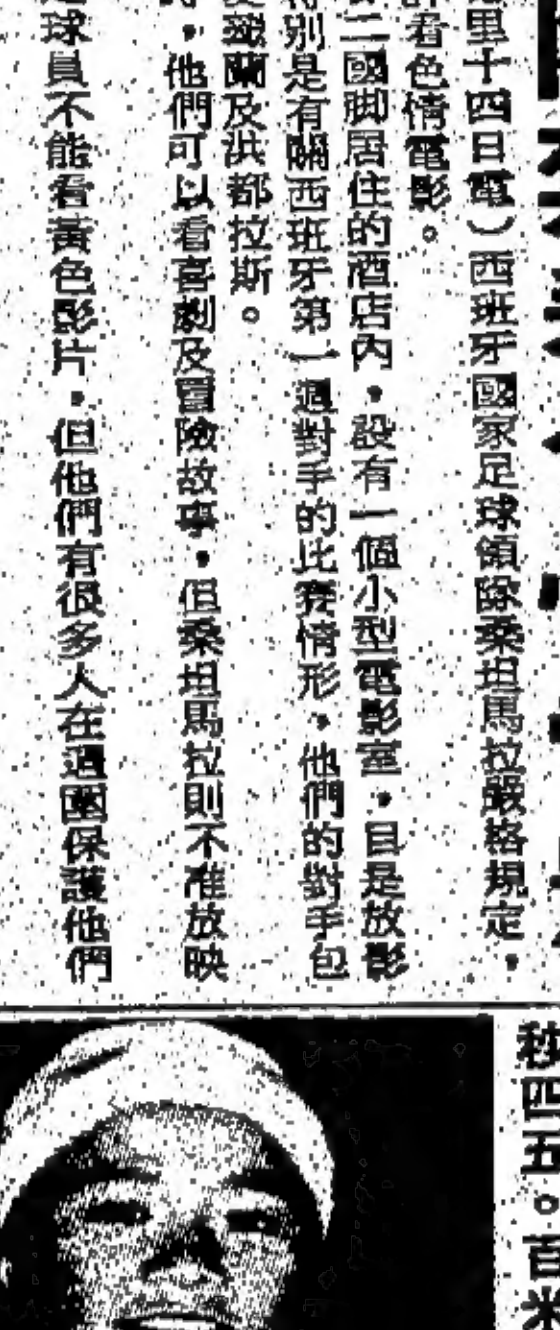 里十四日電）西班牙國家足球領隊桑坦馬拉嚴格規定，
看色情電影。
二國脚居住的酒店內，設有一個小型電影室，目是放影
別是有關西班牙第一週對手的比賽情形，他們的對手包
蘭及洪都拉斯。
，他們可以看喜劇及冒險故事，但桑坦馬拉則不准放映
球員不能看黃色影片，但他們有很多人在週圍保護他們
秒四五。百米